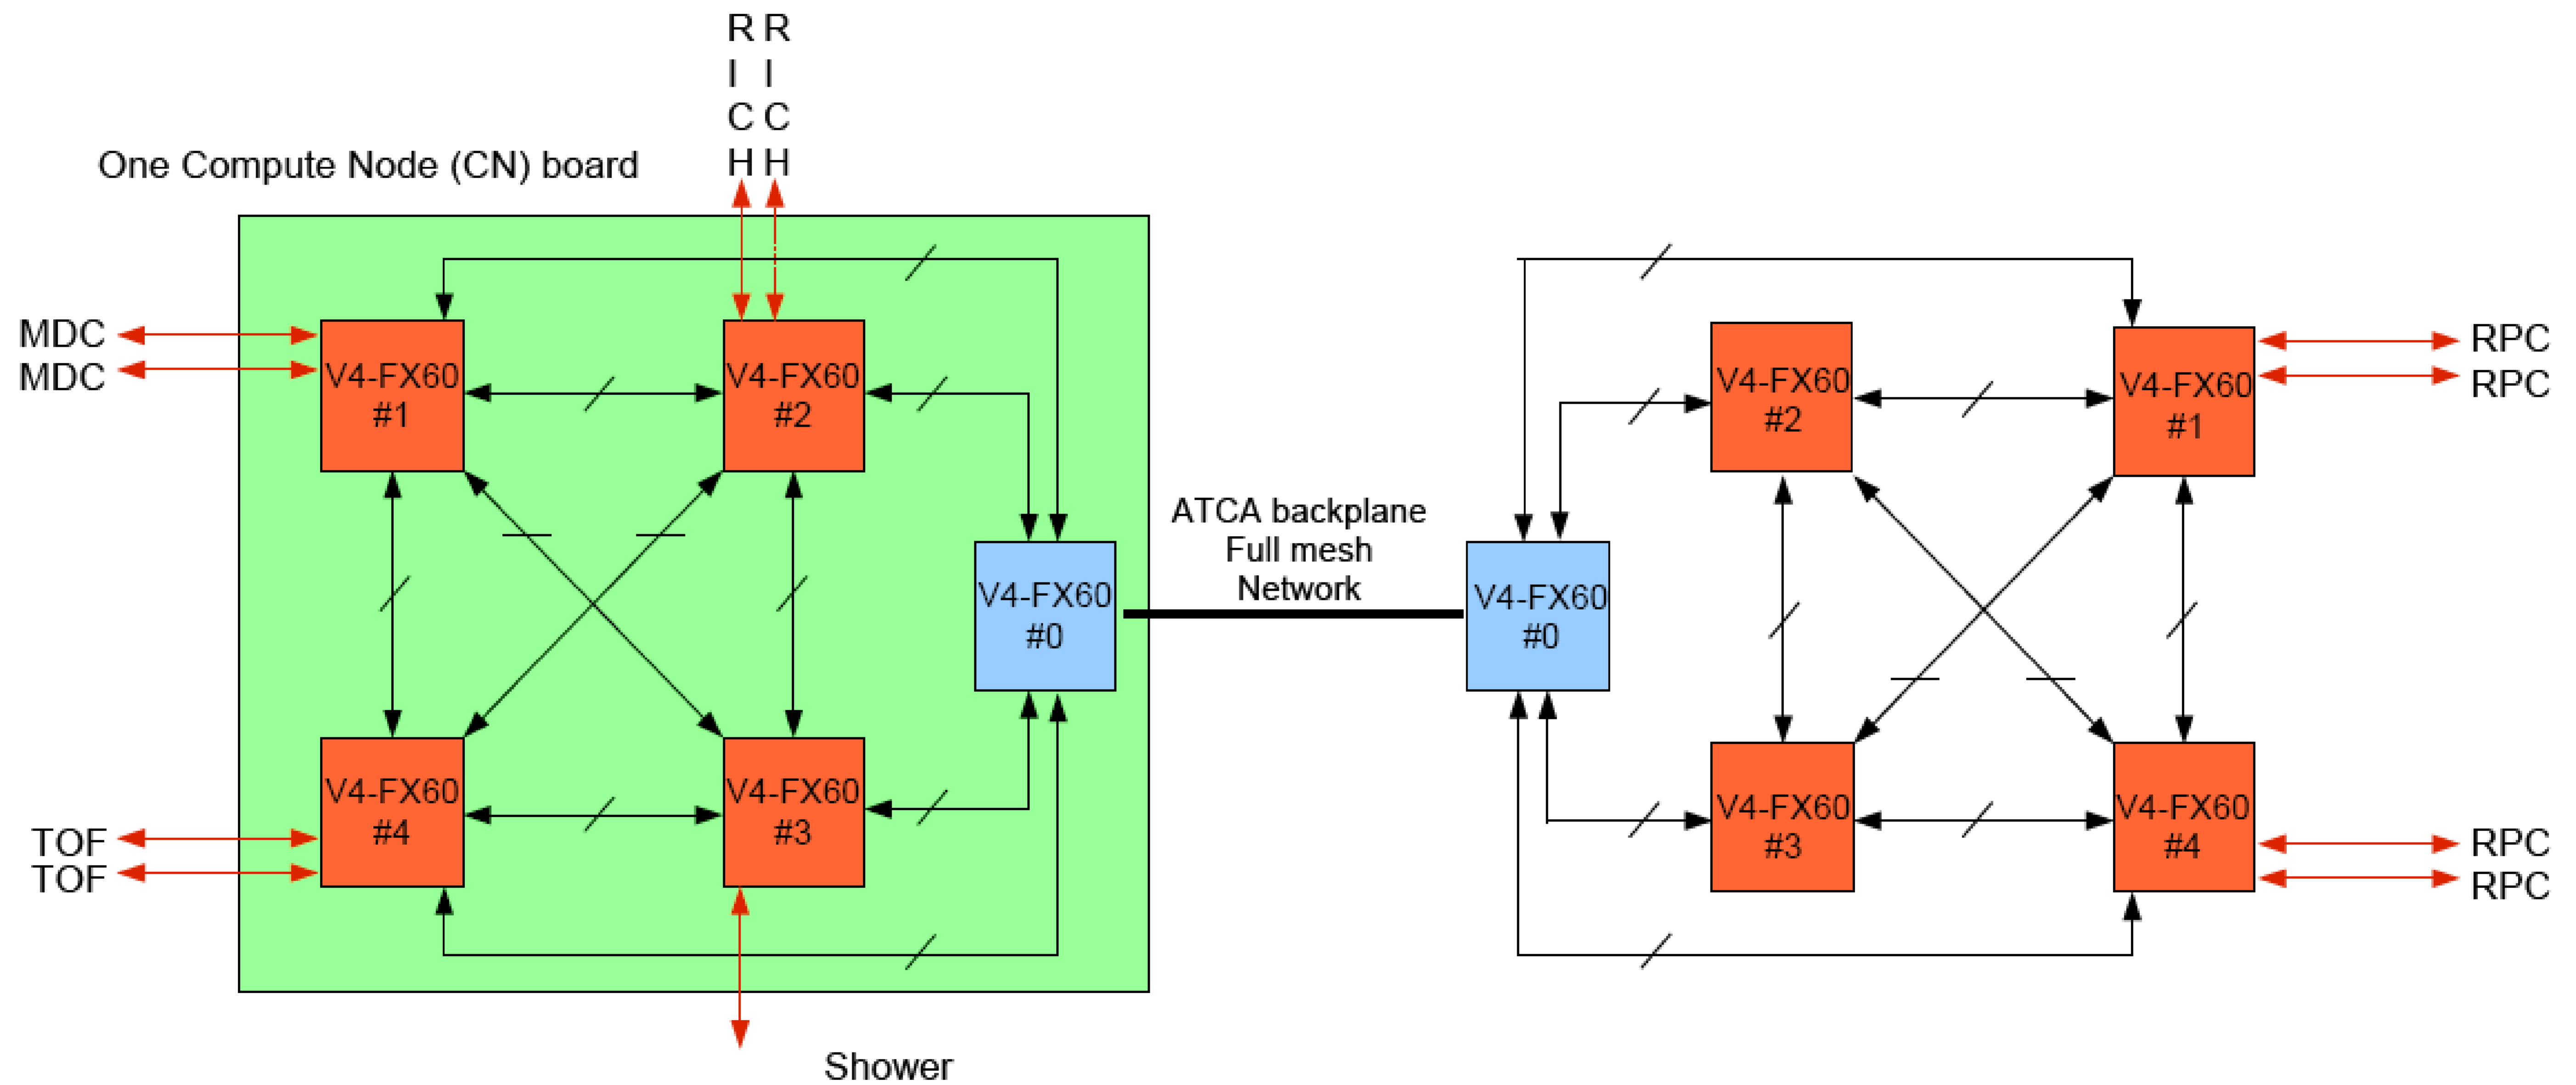 R R
I I
C C
H H
One Compute Node (CN) board
MDC
MDC
V4-FX60
#1
V4-FX60
#2
V4-FX60
#0
V4-FX60
#4
V4-FX60
#3
TOF
TOF
Shower
ATCA backplane
Full mesh
Network
V4-FX60
#0
V4-FX60
#2
V4-FX60
#1
V4-FX60
#3
V4-FX60
#4
RPC
RPC
RPC
RPC